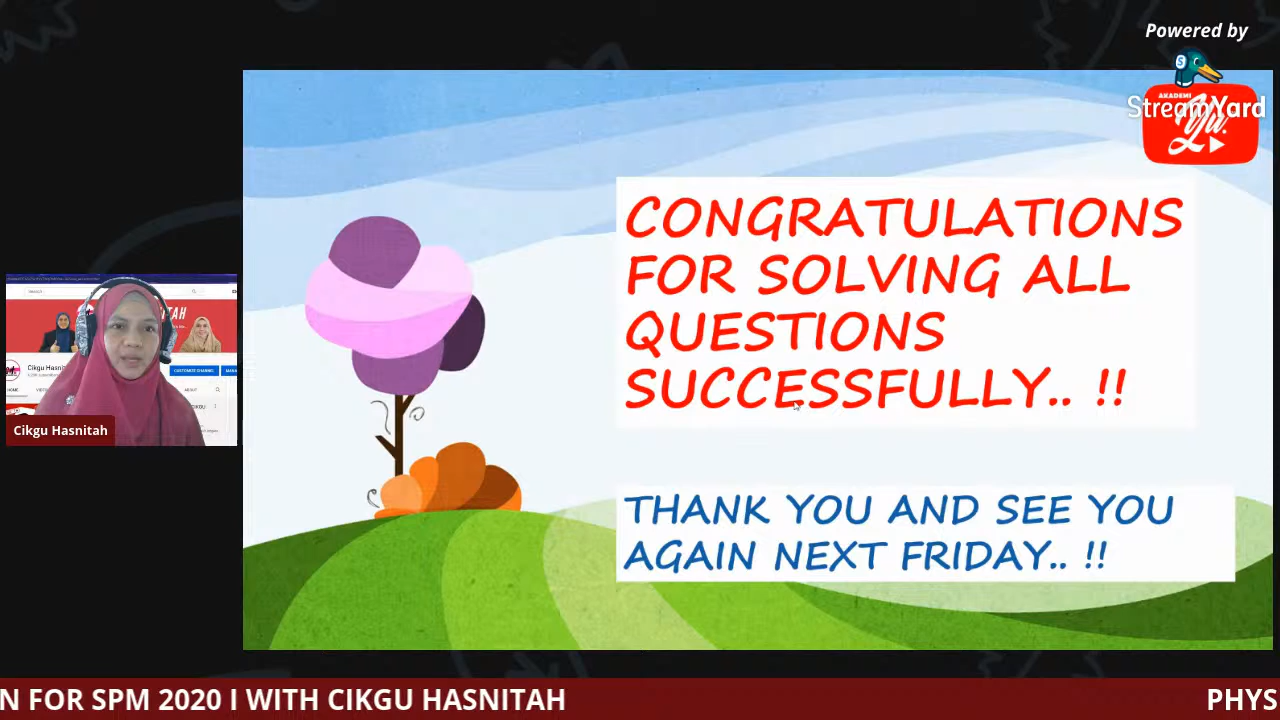 Powered by
StreamYard
AKADEMI
CONGRATULATIONS
FOR SOLVING ALL
QUESTIONS
SUCCESSFULLY.. !!
THANK YOU AND SEE YOU
AGAIN NEXT FRIDAY.. !!
Cikgu Hasnitah
N FOR SPM 2020 I WITH CIKGU HASNITAH
PHYS